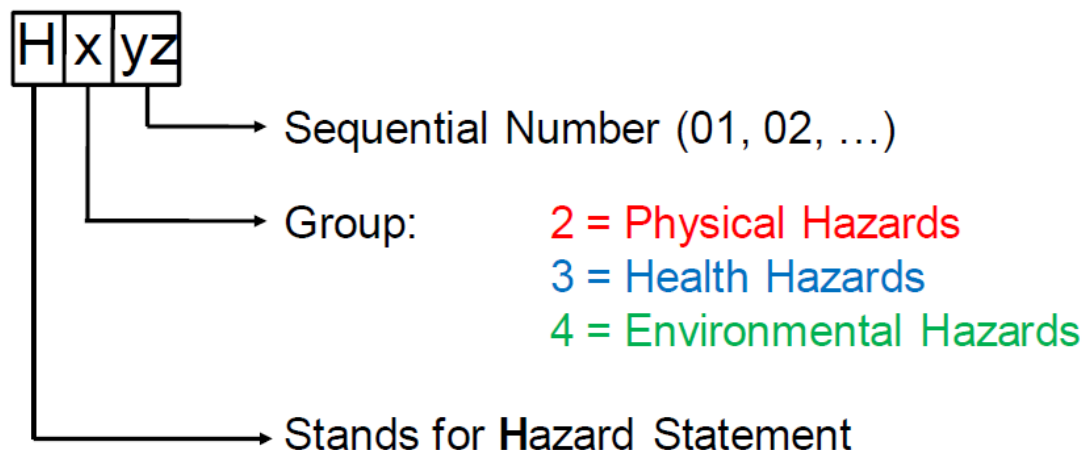 H x yz
Sequential Number (01, 02, …)
Group: 2 = Physical Hazards
3 = Health Hazards
4 = Environmental Hazards
Stands for Hazard Statement